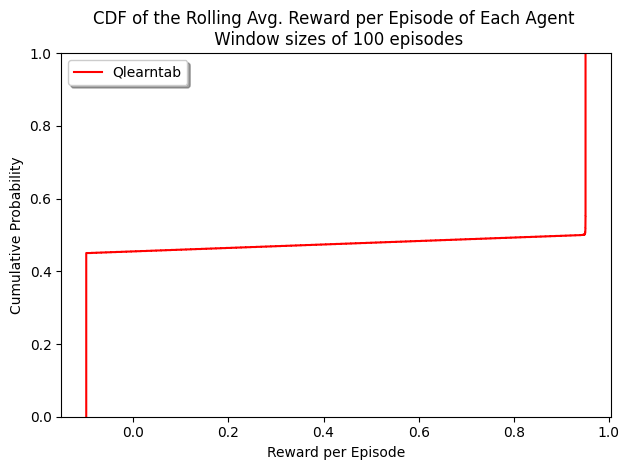 CDF of the Rolling Avg. Reward per Episode of Each Agent
Window sizes of 100 episodes
Qlearntab
Cumulative Probability
1.0
0.8
0.6
0.4
0.2
0.0
0.0 0.2 0.4 0.6 0.8 1.0
Reward per Episode